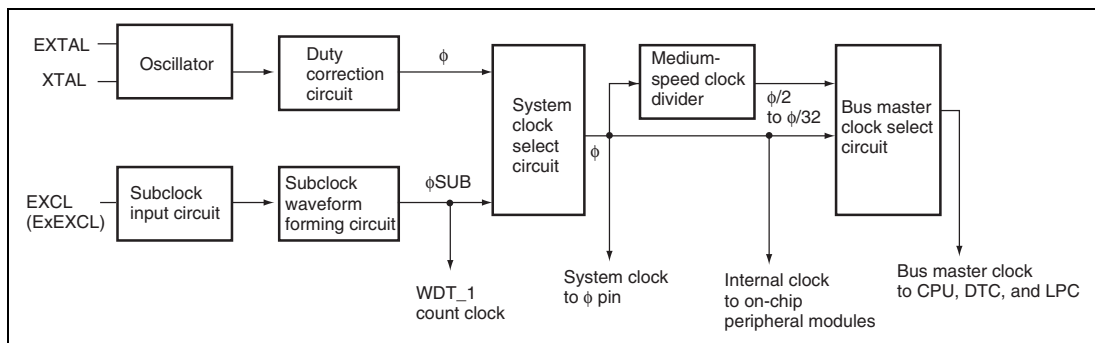 EXTAL
XTAL
Oscillator
Duty
correction
circuit
ϕ
System
clock
select
circuit
ϕ
Medium-
speed clock
divider
ϕ/2
to ϕ/32
Bus master
clock select
circuit
EXCL
(ExEXCL)
Subclock
input circuit
Subclock
waveform
forming circuit
ϕSUB
WDT_1
count clock
System clock
to ϕ pin
Internal clock
to on-chip
peripheral modules
Bus master clock
to CPU, DTC, and LPC